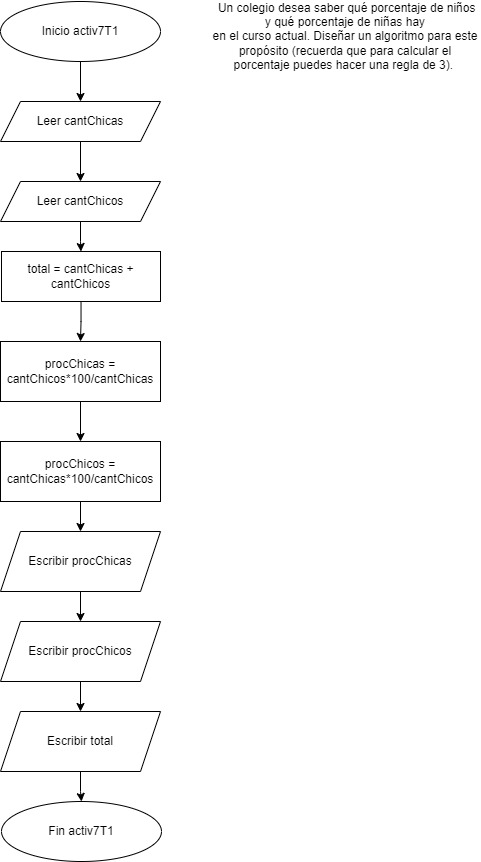 Inicio activ7T1
Un colegio desea saber qué porcentaje de niños
y qué porcentaje de niñas hay
en el curso actual. Diseñar un algoritmo para este
propósito (recuerda que para calcular el
porcentaje puedes hacer una regla de 3).
Leer cantChicas
Leer cantChicos
total = cantChicas +
cantChicos
procChicas =
cantChicos*100/cantChicas
procChicos =
cantChicas*100/cantChicos
Escribir procChicas
Escribir procChicos
Escribir total
Fin activ7T1